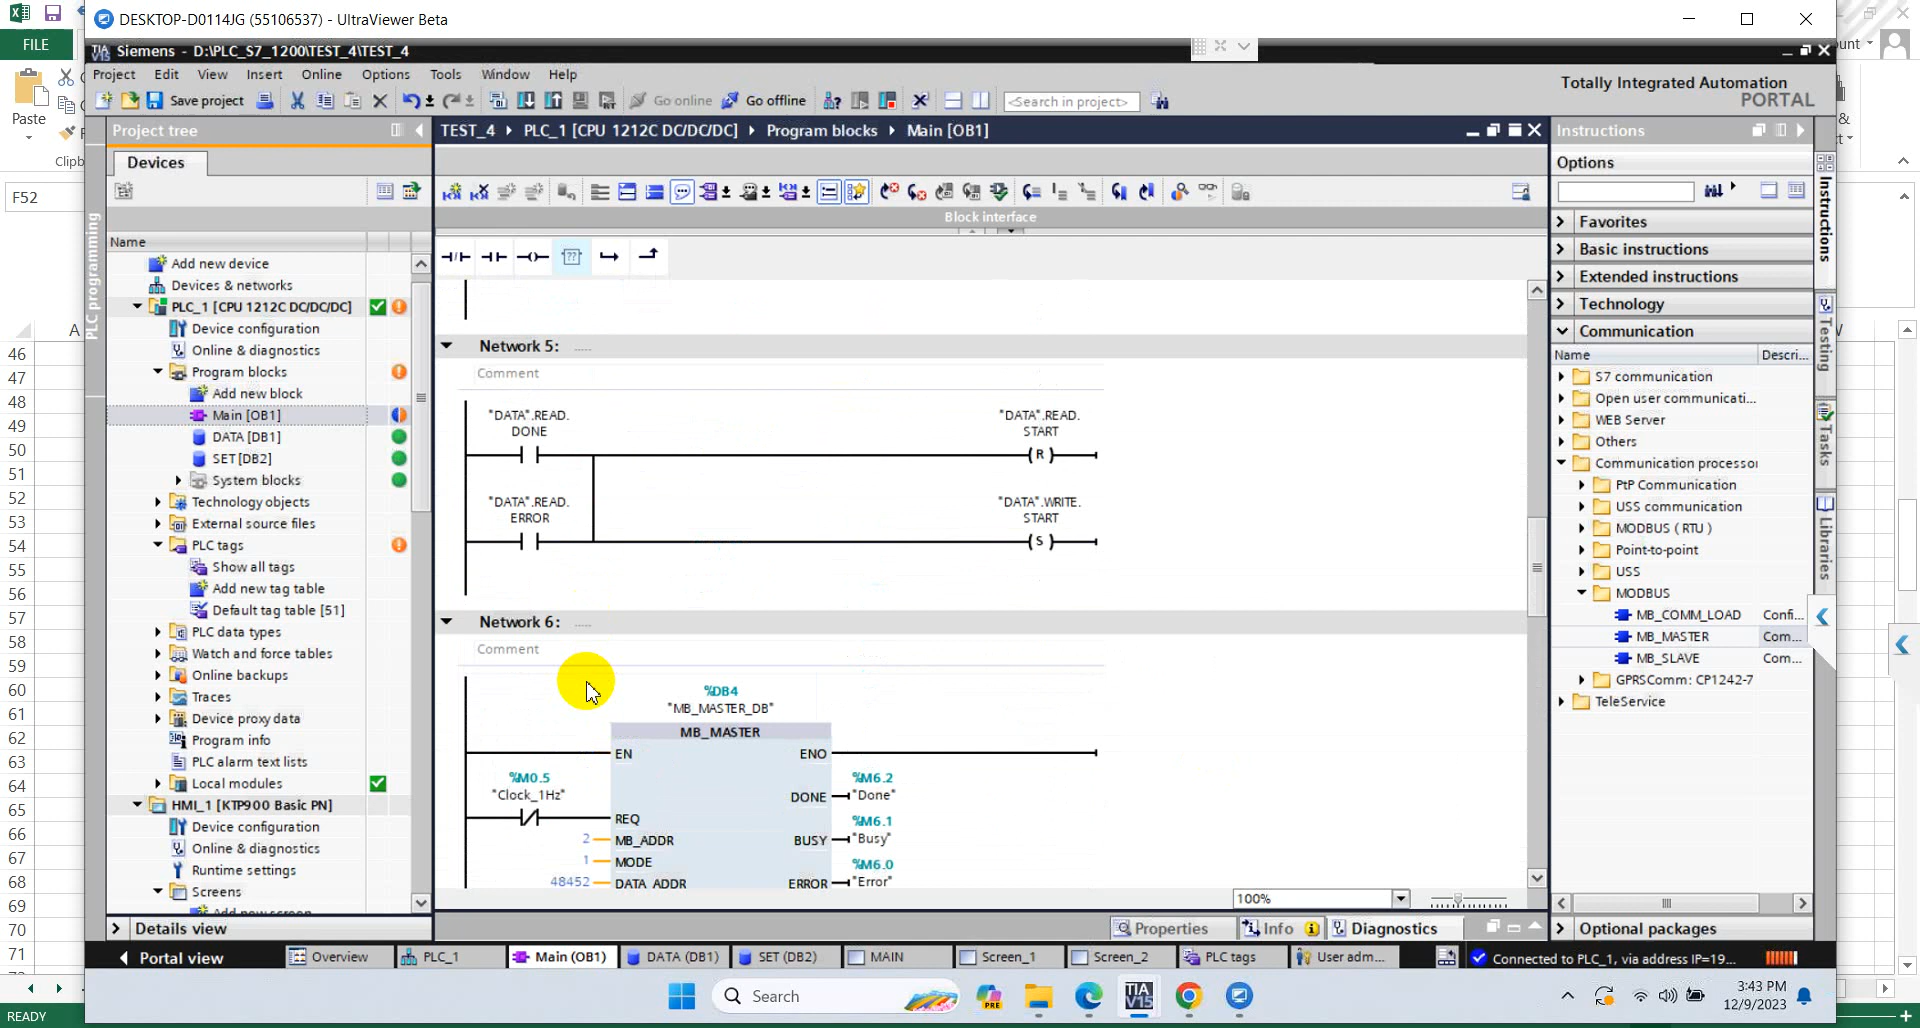 FILE
DESKTOP-D0114JG (55106537) - UltraViewer Beta
Siemens - D:\PLC_S7_1200\TEST_4\TEST_4
Project Edit View Insert Online Options Tools Window Help
Save project
Go online
Go offline
<Search in project>
Totally Integrated Automation
PORTAL
Paste
Clipb
F52
Project tree
Devices
PLC programming
Name
Add new device
Devices & networks
PLC_1 [CPU 1212C DC/DC/DC]
Device configuration
Online & diagnostics
Program blocks
Add new block
Main [OB1]
DATA [DB1]
SET [DB2]
System blocks
Technology objects
External source files
PLC tags
Show all tags
Add new tag table
Default tag table [51]
PLC data types
Watch and force tables
Online backups
Traces
Device proxy data
Program info
PLC alarm text lists
Local modules
HMI_1 [KTP900 Basic PN]
Device configuration
Online & diagnostics
Runtime settings
Screens
Add new screen
Details view
TEST_4 PLC_1 [CPU 1212C DC/DC/DC] Program blocks Main [OB1]
Block interface
??
Network 5: .....
Comment
"DATA".READ.
DONE
"DATA".READ.
START
R
"DATA".READ.
ERROR
"DATA".WRITE.
START
S
Network 6: .....
Comment
%DB4
"MB_MASTER_DB"
MB_MASTER
EN ENO
%M0.5
"Clock_1Hz"
REQ
2 MB_ADDR
1 MODE
48452 DATA_ADDR
%M6.2
DONE "Done"
%M6.1
BUSY "Busy"
%M6.0
ERROR "Error"
100%
Properties Info Diagnostics
Instructions
Options
Favorites
Basic instructions
Extended instructions
Technology
Communication
Name Descri...
S7 communication
Open user communicati...
WEB Server
Others
Communication processor
PtP Communication
USS communication
MODBUS (RTU)
Point-to-point
USS
MODBUS
MB_COMM_LOAD Confi...
MB_MASTER Com...
MB_SLAVE Com...
GPRSComm: CP1242-7
TeleService
Optional packages
Instructions
Testing
Tasks
Libraries
Portal view Overview PLC_1 Main (OB1) DATA (DB1) SET (DB2) MAIN Screen_1 Screen_2 PLC tags User adm...
Connected to PLC_1, via address IP=19...
Search
3:43 PM
12/9/2023
A
46
47
48
49
50
51
52
53
54
55
56
57
58
59
60
61
62
63
64
65
66
67
68
69
70
71
READY